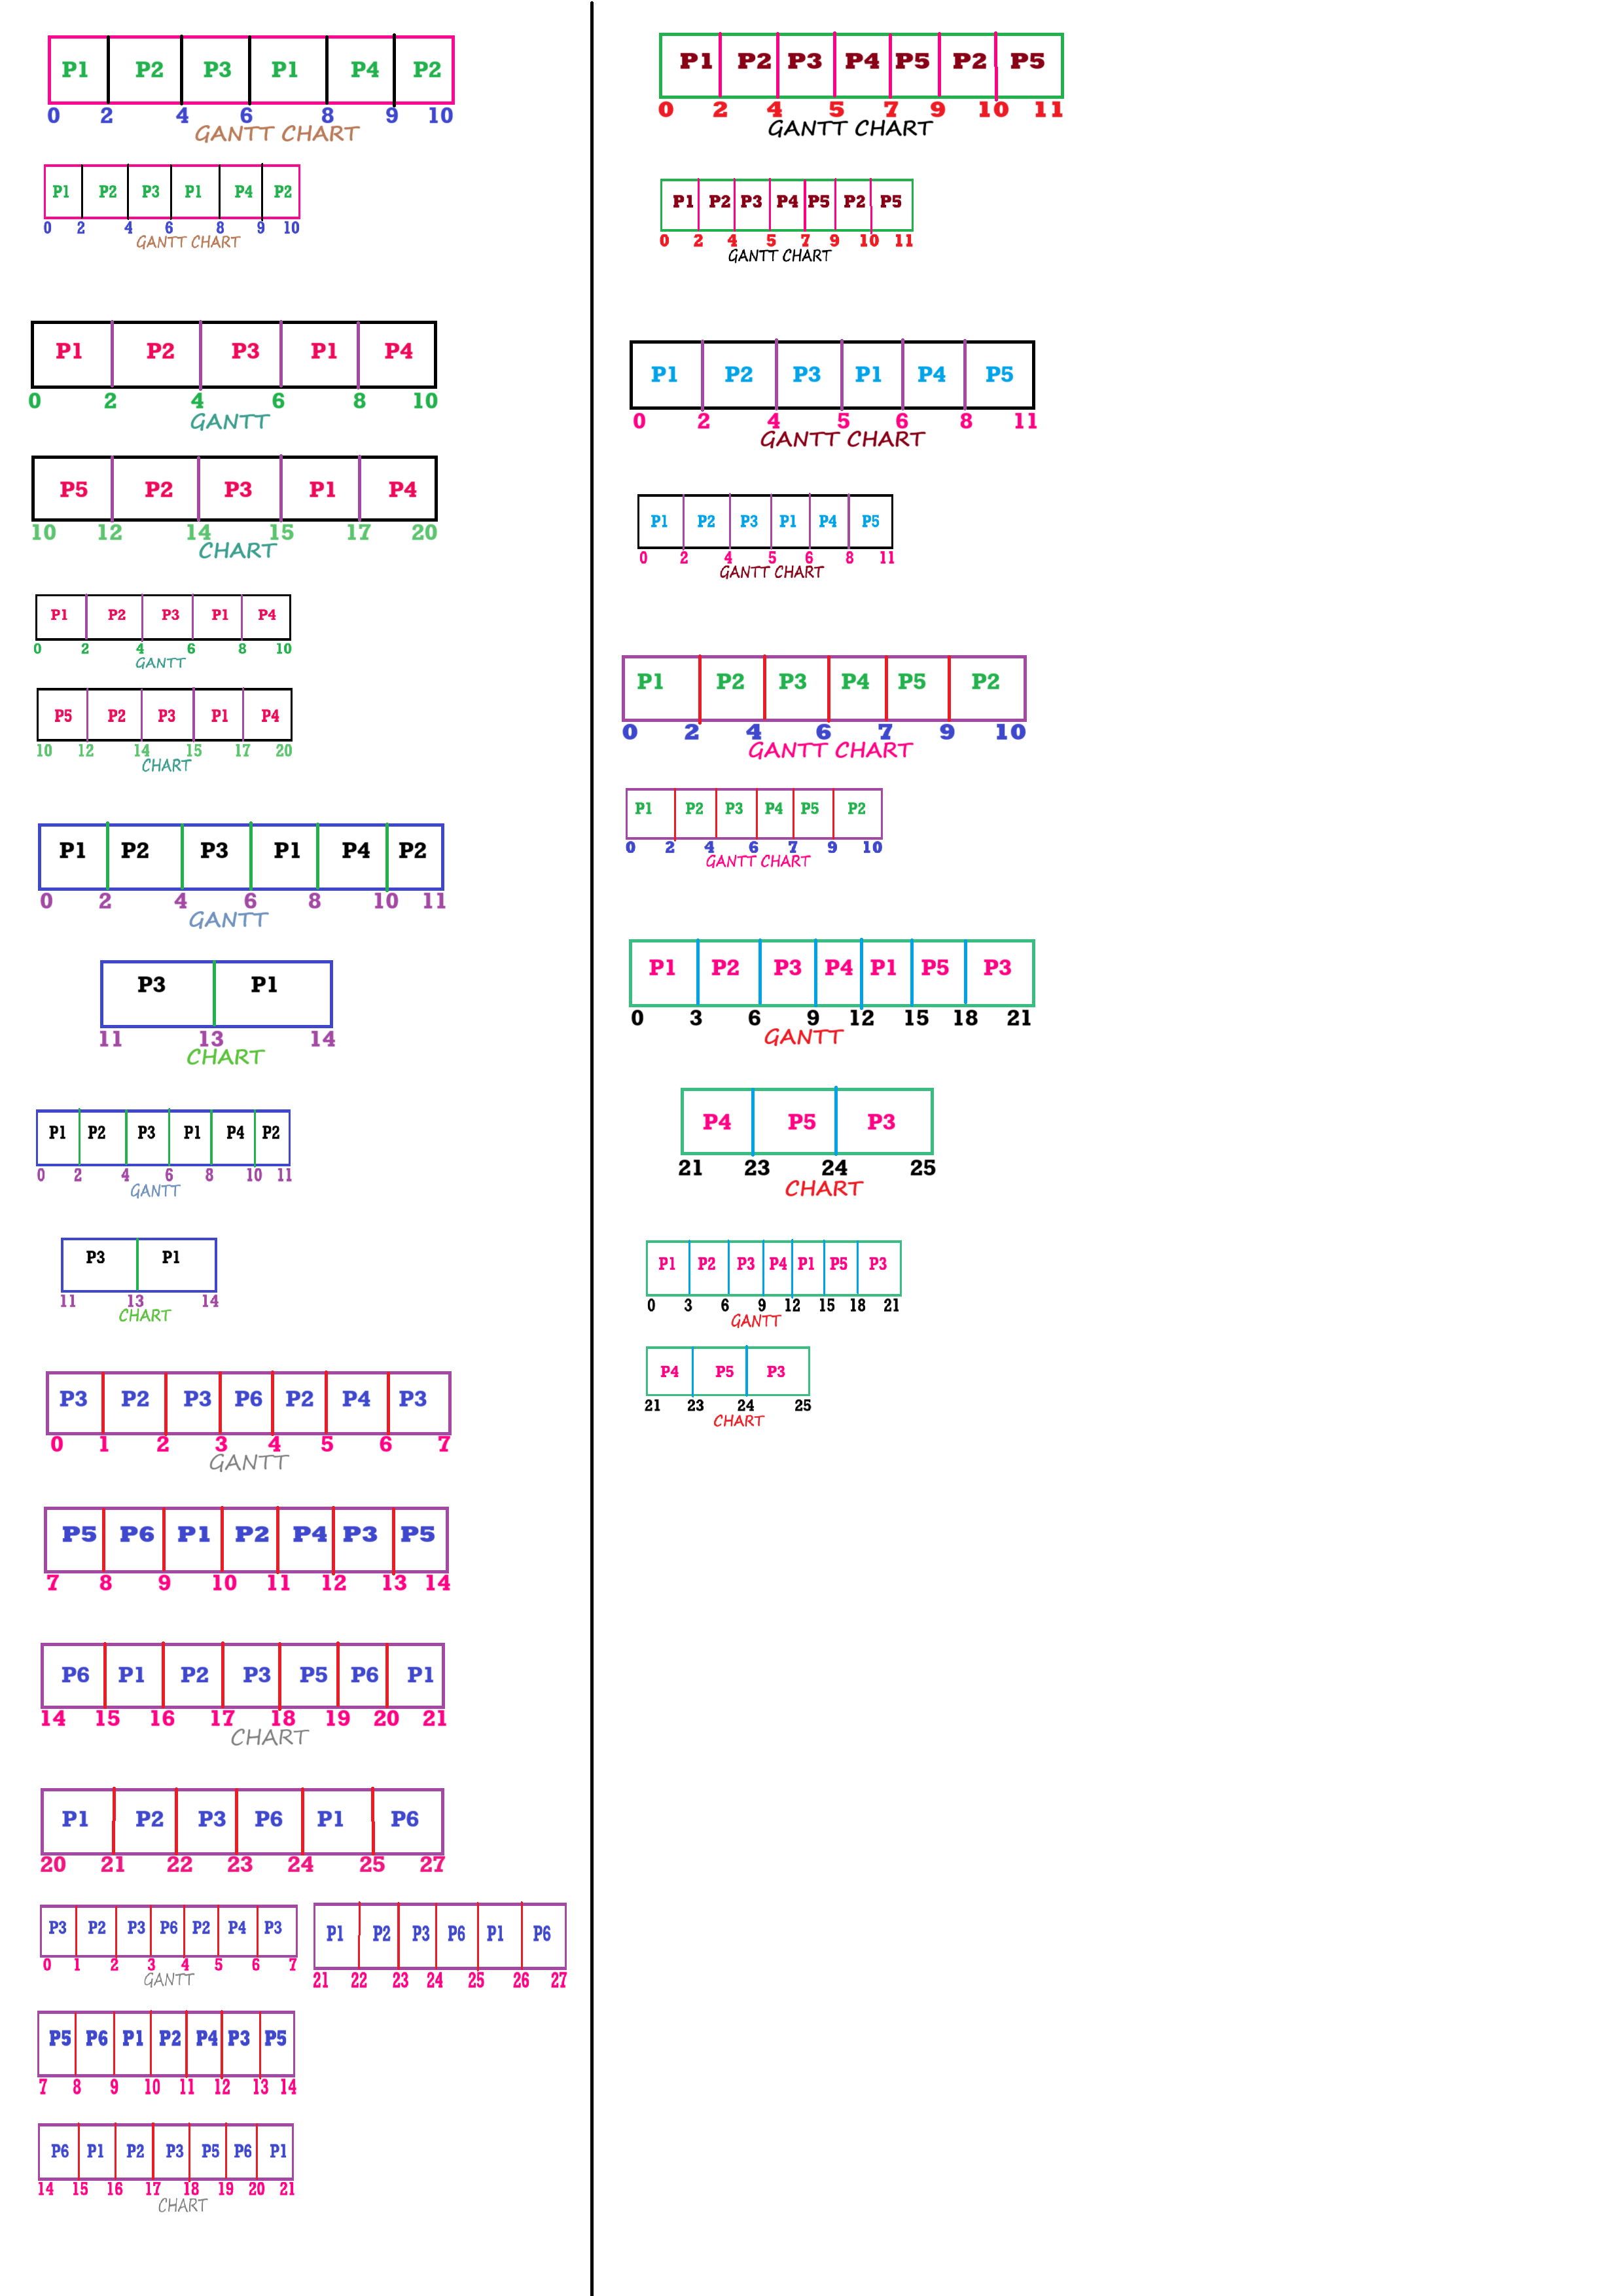 P1 P2 P3 P1 P4 P2
0 2 4 6 8 9 10
GANTT CHART
P1 P2 P3 P1 P4 P2
0 2 4 6 8 9 10
GANTT CHART
P1 P2 P3 P1 P4
0 2 4 6 8 10
GANTT
P5 P2 P3 P1 P4
10 12 14 15 17 20
CHART
P1 P2 P3 P1 P4
0 2 4 6 8 10
GANTT
P5 P2 P3 P1 P4
10 12 14 15 17 20
CHART
P1 P2 P3 P1 P4 P2
0 2 4 6 8 10 11
GANTT
P3 P1
11 13 14
CHART
P1 P2 P3 P1 P4 P2
0 2 4 6 8 10 11
GANTT
P3 P1
11 13 14
CHART
P3 P2 P3 P6 P2 P4 P3
0 1 2 3 4 5 6 7
GANTT
P5 P6 P1 P2 P4 P3 P5
7 8 9 10 11 12 13 14
P6 P1 P2 P3 P5 P6 P1
14 15 16 17 18 19 20 21
CHART
P1 P2 P3 P6 P1 P6
20 21 22 23 24 25 27
P3 P2 P3 P6 P2 P4 P3
0 1 2 3 4 5 6 7
GANTT
P1 P2 P3 P6 P1 P6
21 22 23 24 25 26 27
P5 P6 P1 P2 P4 P3 P5
7 8 9 10 11 12 13 14
P6 P1 P2 P3 P5 P6 P1
14 15 16 17 18 19 20 21
CHART
P1 P2 P3 P4 P5 P2 P5
0 2 4 5 7 9 10 11
GANTT CHART
P1 P2 P3 P4 P5 P2 P5
0 2 4 5 7 9 10 11
GANTT CHART
P1 P2 P3 P1 P4 P5
0 2 4 5 6 8 11
GANTT CHART
P1 P2 P3 P1 P4 P5
0 2 4 5 6 8 11
GANTT CHART
P1 P2 P3 P4 P5 P2
0 2 4 6 7 9 10
GANTT CHART
P1 P2 P3 P4 P5 P2
0 2 4 6 7 9 10
GANTT CHART
P1 P2 P3 P4 P1 P5 P3
0 3 6 9 12 15 18 21
GANTT
P4 P5 P3
21 23 24 25
CHART
P1 P2 P3 P4 P1 P5 P3
0 3 6 9 12 15 18 21
GANTT
P4 P5 P3
21 23 24 25
CHART